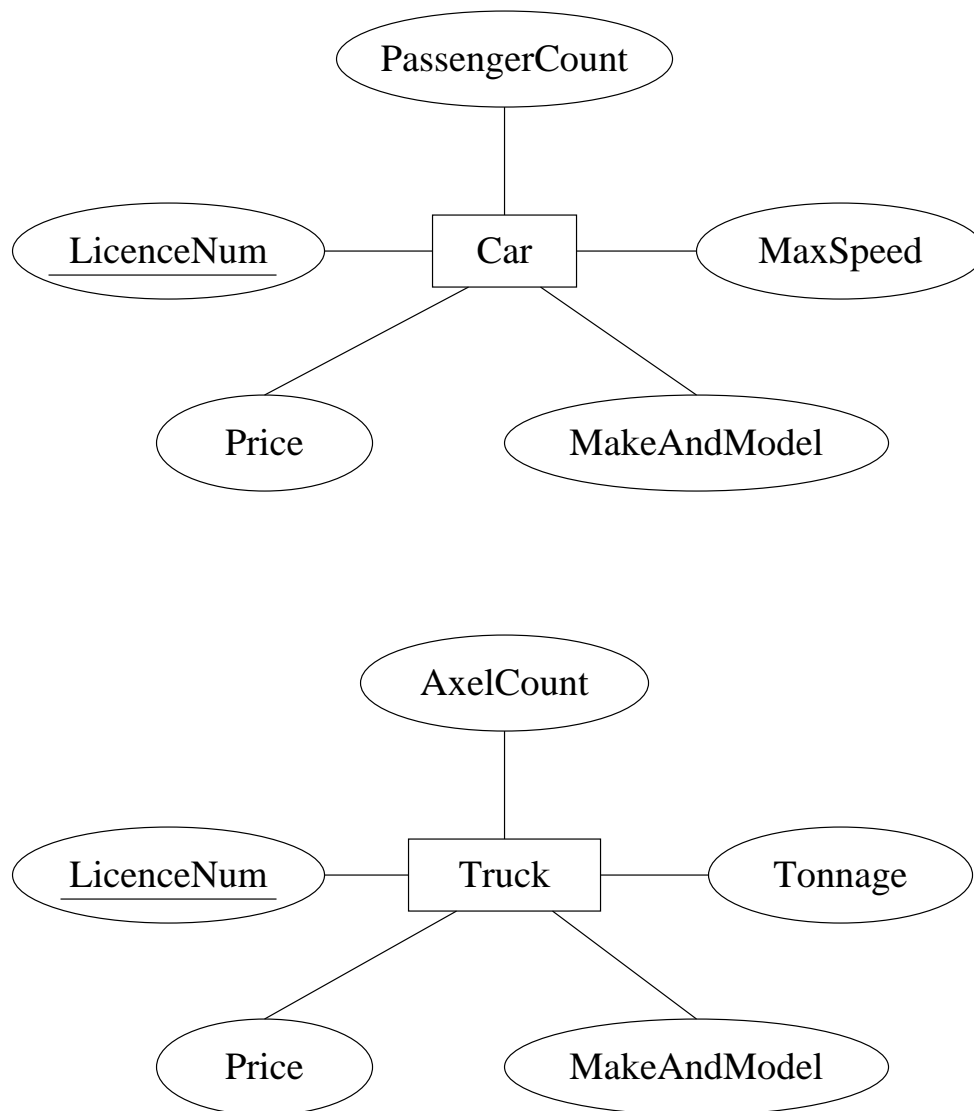 PassengerCount
LicenceNum
Car
MaxSpeed
Price
MakeAndModel
AxelCount
LicenceNum
Truck
Tonnage
Price
MakeAndModel